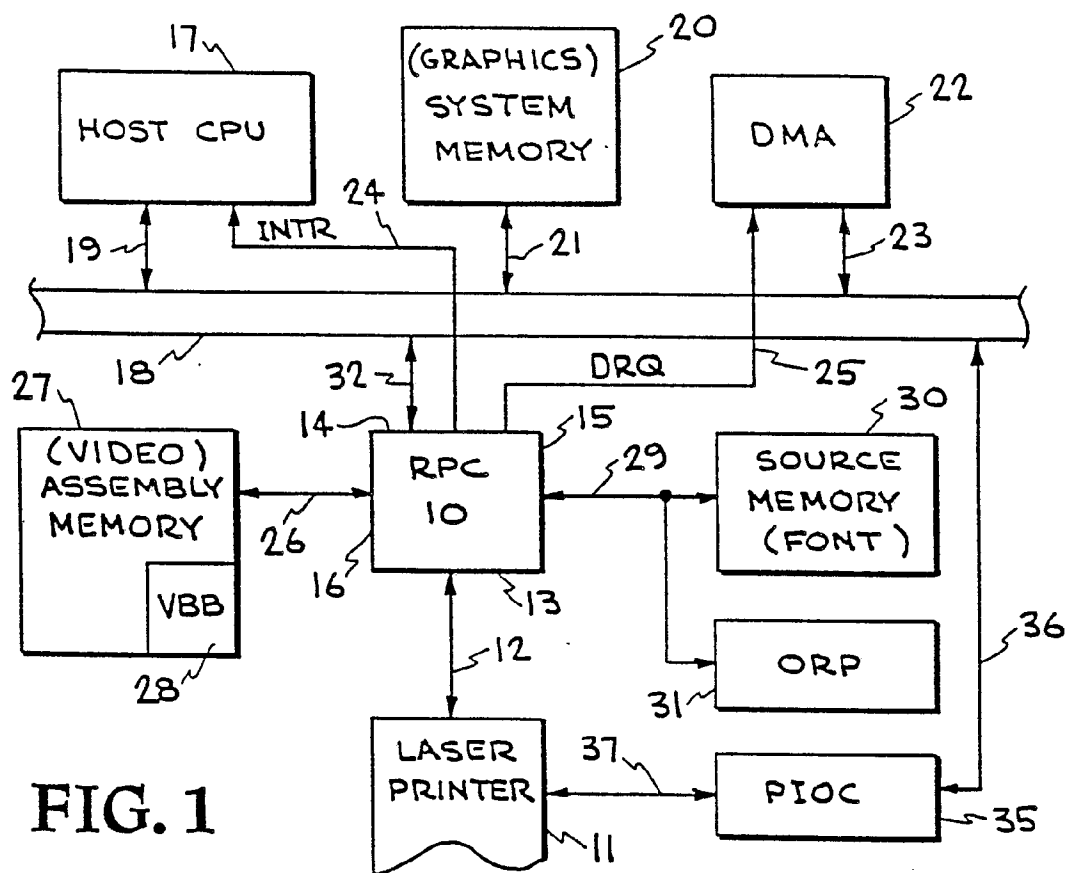 17
HOST CPU
(GRAPHICS)
SYSTEM
MEMORY
20
DMA
22
19
INTR
24
21
23
18
32
DRQ
25
27
(VIDEO)
ASSEMBLY
MEMORY
VBB
28
26
14
15
RPC
10
16
13
29
30
SOURCE
MEMORY
(FONT)
12
ORP
31
36
LASER
PRINTER
11
37
PIOC
35
FIG. 1